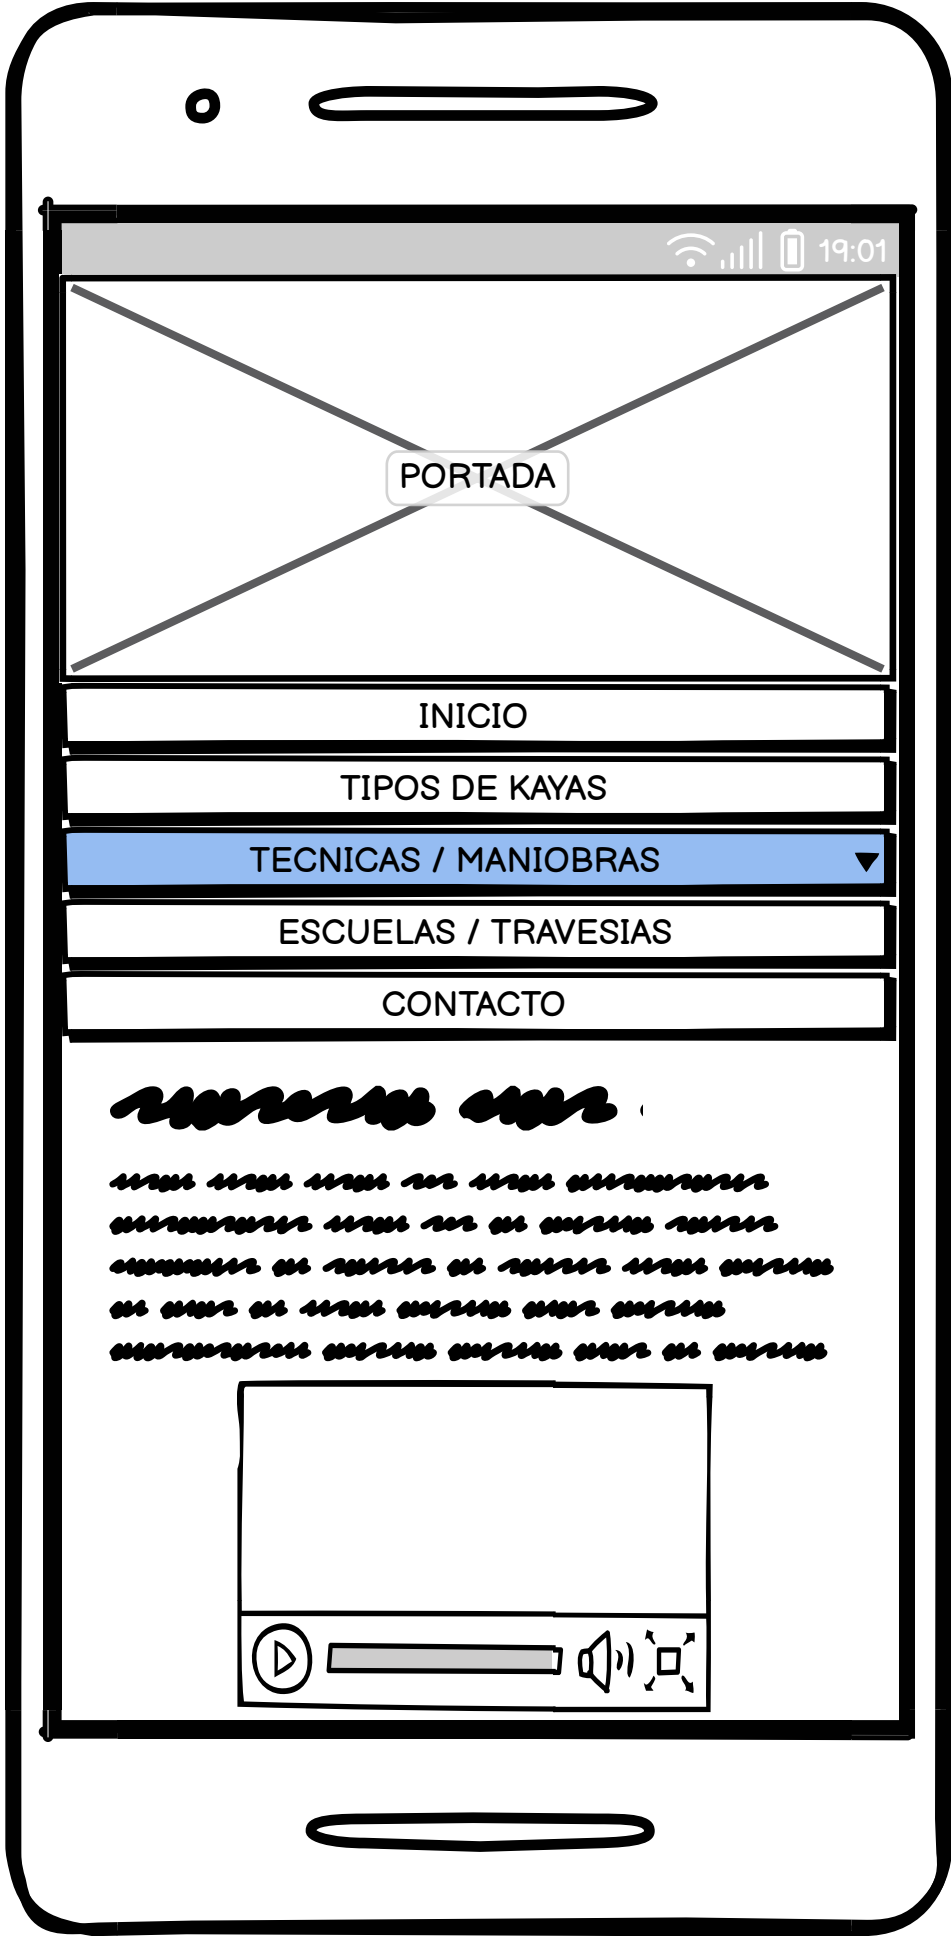 19:01
PORTADA
INICIO
TIPOS DE KAYAS
TECNICAS / MANIOBRAS
ESCUELAS / TRAVESIAS
CONTACTO